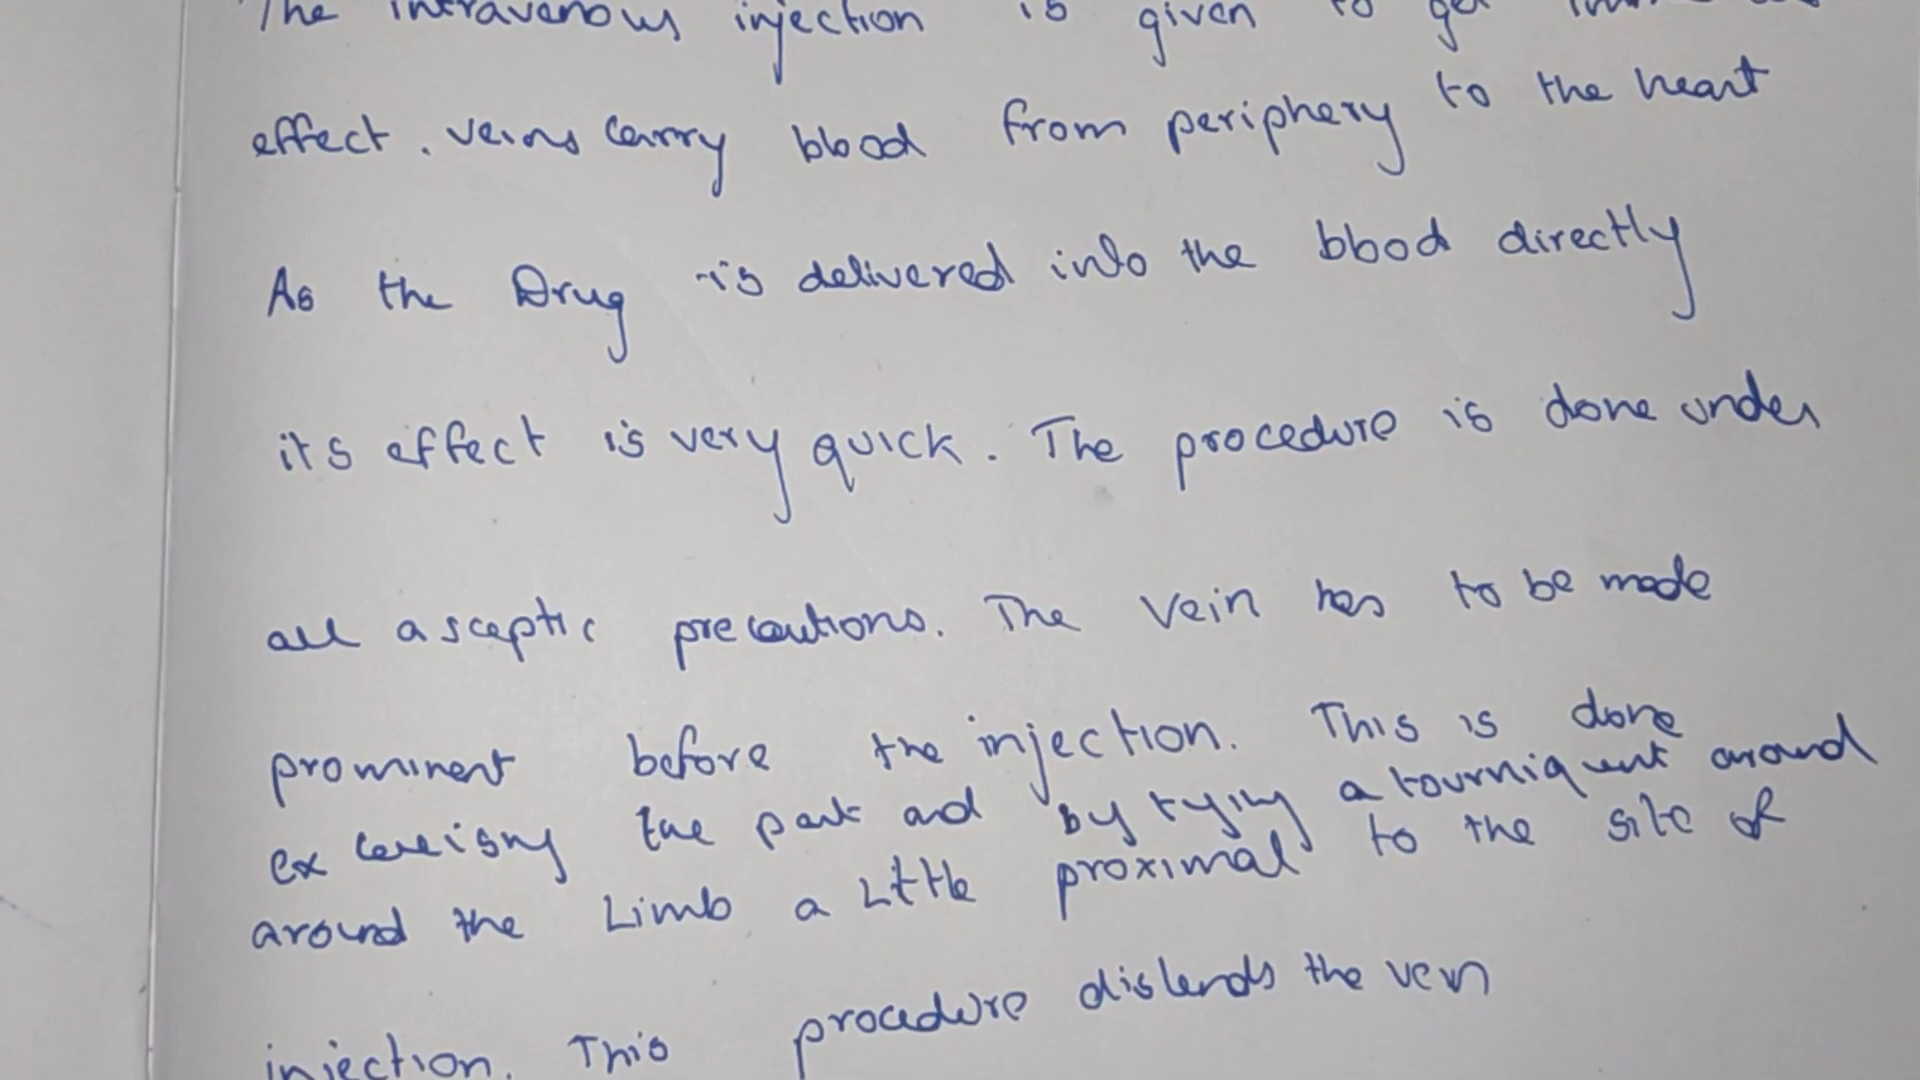 The intravenous injection is given to get
effect. veins carry blood from periphery to the heart
As the Drug is delivered into the blood directly
its effect is very quick. The procedure is done under
all asceptic precautions. The vein has to be made
prominent before the injection. This is done
excerising the part and by tying a tourniquent around
around the Limb a little proximal to the site of
injection. This procedure distends the vein